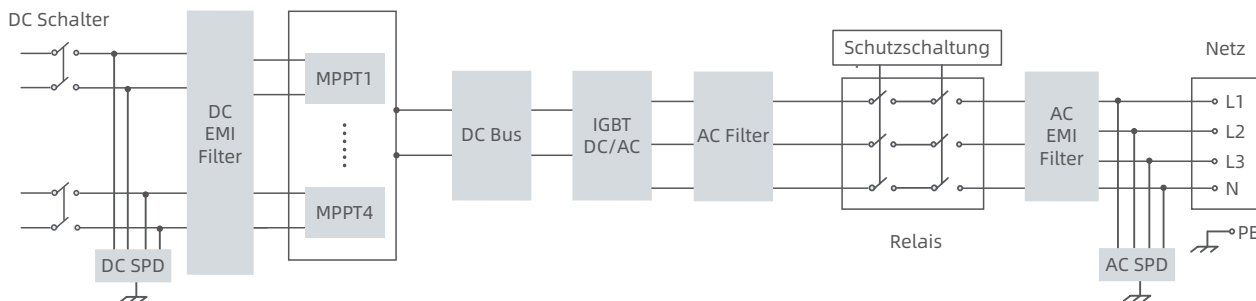 DC Schalter
DC
EMI
Filter
MPPT1
MPPT4
DC SPD
DC Bus
IGBT
DC/AC
AC Filter
Schutzschaltung
Relais
AC
EMI
Filter
Netz
L1
L2
L3
N
PE
AC SPD